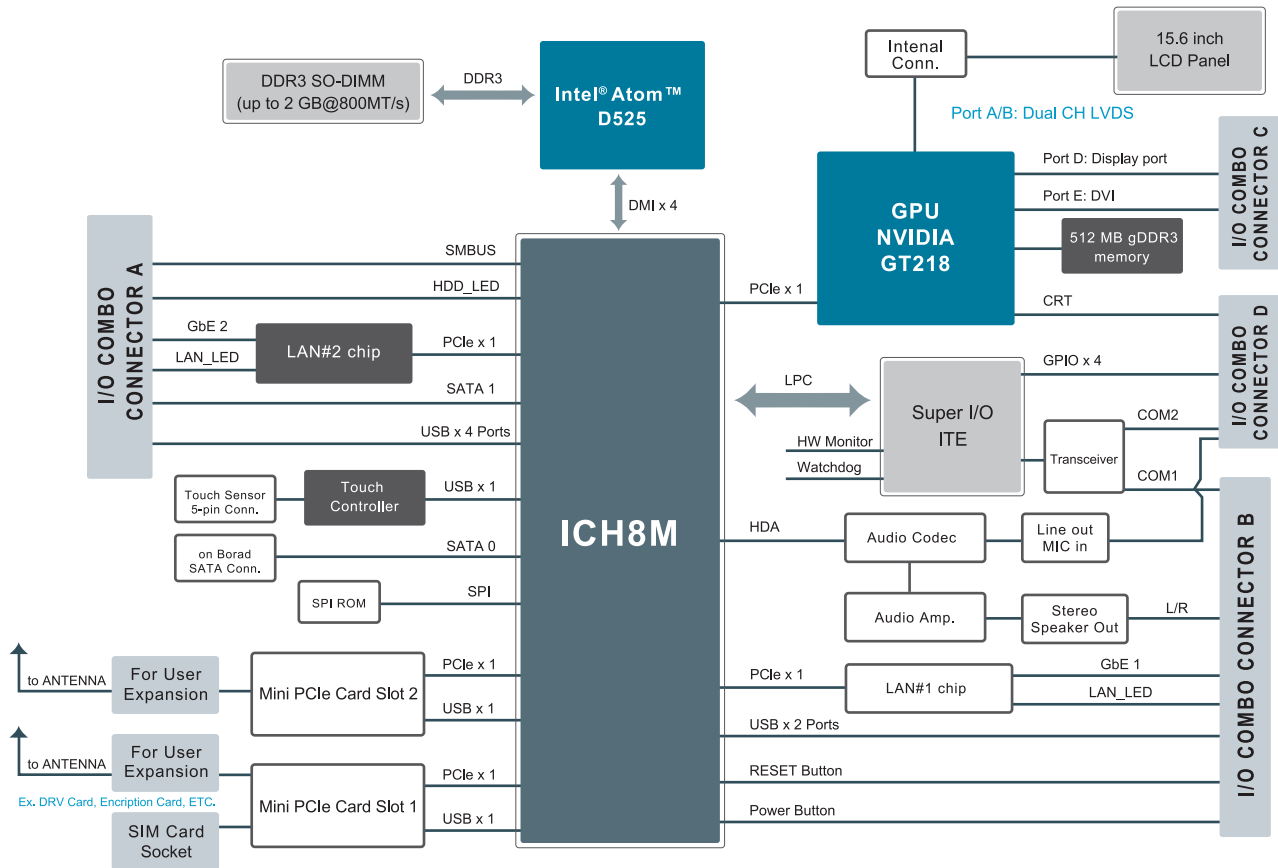 DDR3 SO-DIMM
(up to 2 GB@800MT/s)
DDR3
Intel® Atom™
D525
DMI x 4
Intenal
Conn.
15.6 inch
LCD Panel
Port A/B: Dual CH LVDS
GPU
NVIDIA
GT218
Port D: Display port
Port E: DVI
512 MB gDDR3
memory
I/O COMBO
CONNECTOR C
PCIe x 1
CRT
I/O COMBO
CONNECTOR A
SMBUS
HDD_LED
GbE 2
LAN_LED
LAN#2 chip
PCIe x 1
SATA 1
USB x 4 Ports
Touch Sensor
5-pin Conn.
Touch
Controller
USB x 1
on Borad
SATA Conn.
SATA 0
SPI ROM
SPI
to ANTENNA
For User
Expansion
Mini PCIe Card Slot 2
PCIe x 1
USB x 1
to ANTENNA
For User
Expansion
Ex. DRV Card, Encription Card, ETC.
SIM Card
Socket
Mini PCIe Card Slot 1
PCIe x 1
USB x 1
ICH8M
LPC
Super I/O
ITE
HW Monitor
Watchdog
GPIO x 4
Transceiver
COM2
COM1
I/O COMBO
CONNECTOR D
HDA
Audio Codec
Line out
MIC in
Audio Amp.
Stereo
Speaker Out
L/R
PCIe x 1
LAN#1 chip
GbE 1
LAN_LED
USB x 2 Ports
RESET Button
Power Button
I/O COMBO CONNECTOR B